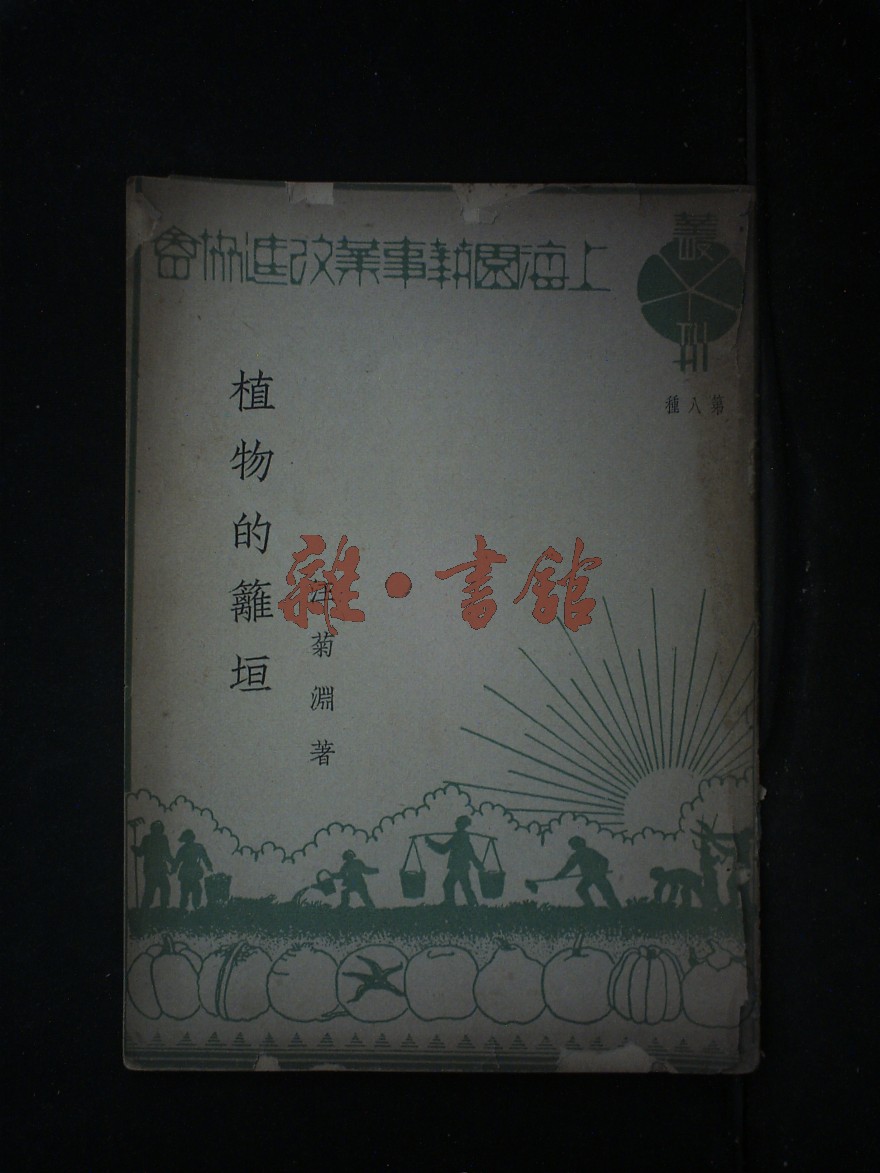 上海園藝事業改進協會
叢刊
第八種
植物的籬垣
汪菊淵著
雜·書舘